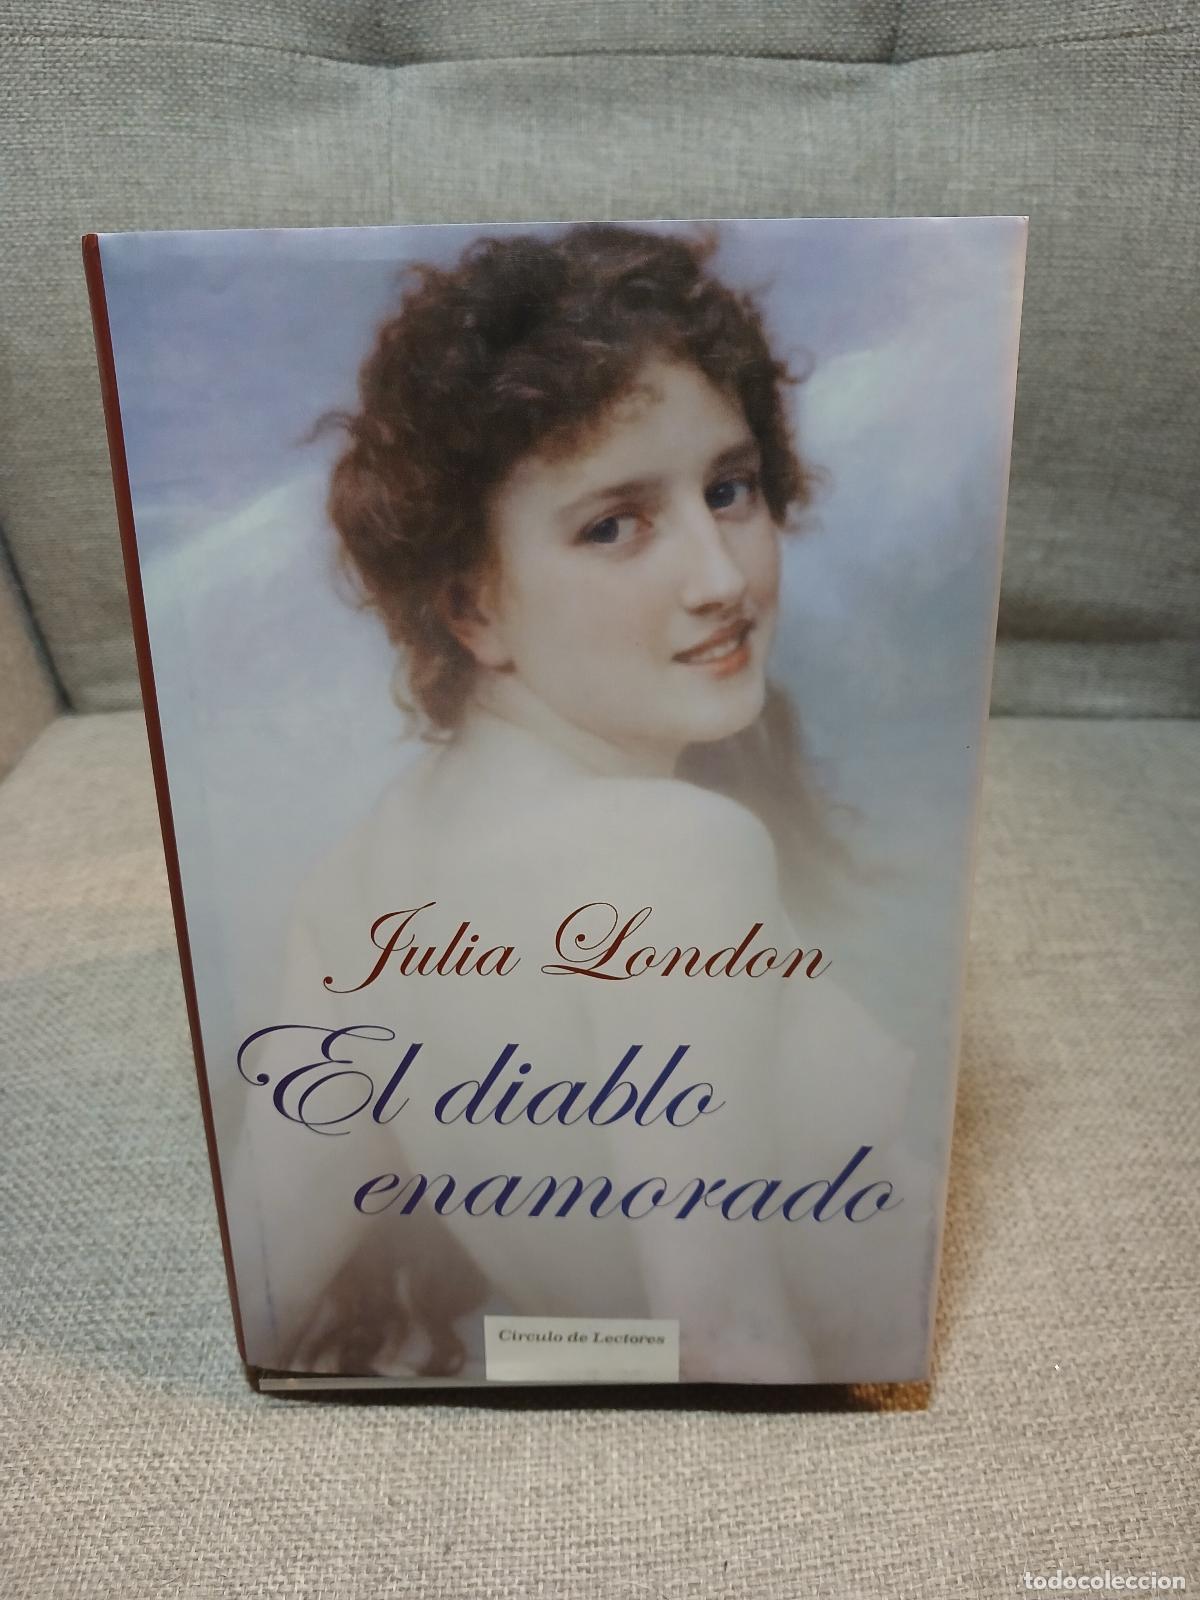 Julia London
El diablo
enamorado
Círculo de Lectores
todocoleccion